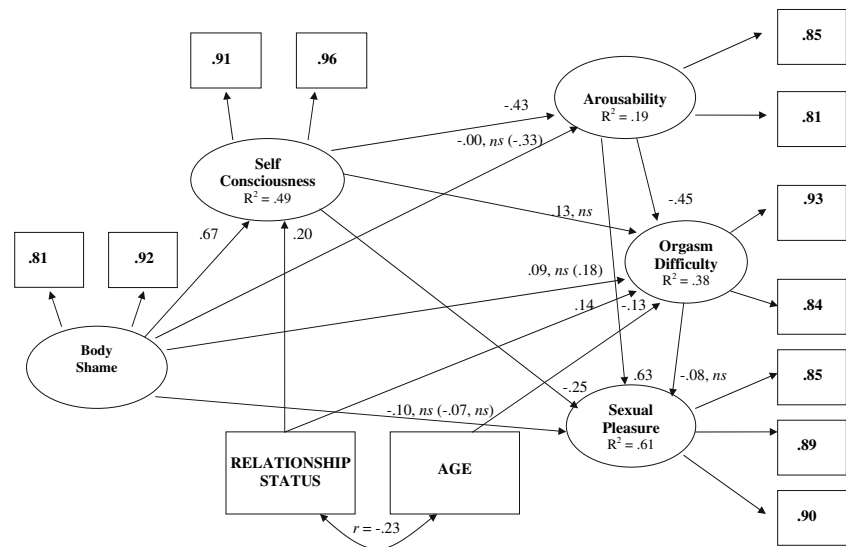 .91
.96
.85
Arousability
R² = .19
.81
-.43
-.00, ns (-.33)
Self
Consciousness
R² = .49
.13, ns
-.45
.93
.67
.20
.81
.92
Orgasm
Difficulty
R² = .38
.09, ns (.18)
.84
.14
-.13
Body
Shame
.63
-.08, ns
.85
-.25
-.10, ns (-.07, ns)
Sexual
Pleasure
R² = .61
.89
RELATIONSHIP
STATUS
AGE
.90
r = -.23